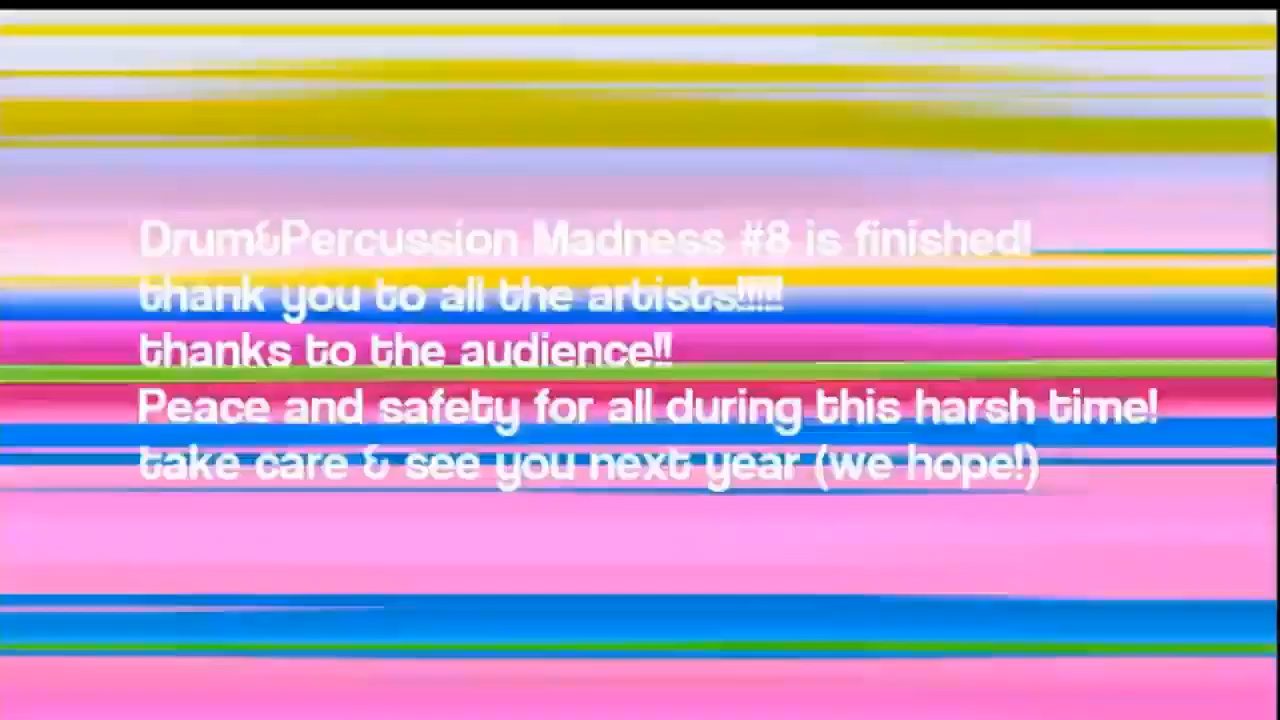 Drum&Percussion Madness #8 is finished!
thank you to all the artists!!!!!
thanks to the audience!!
Peace and safety for all during this harsh time!
take care & see you next year (we hope!)